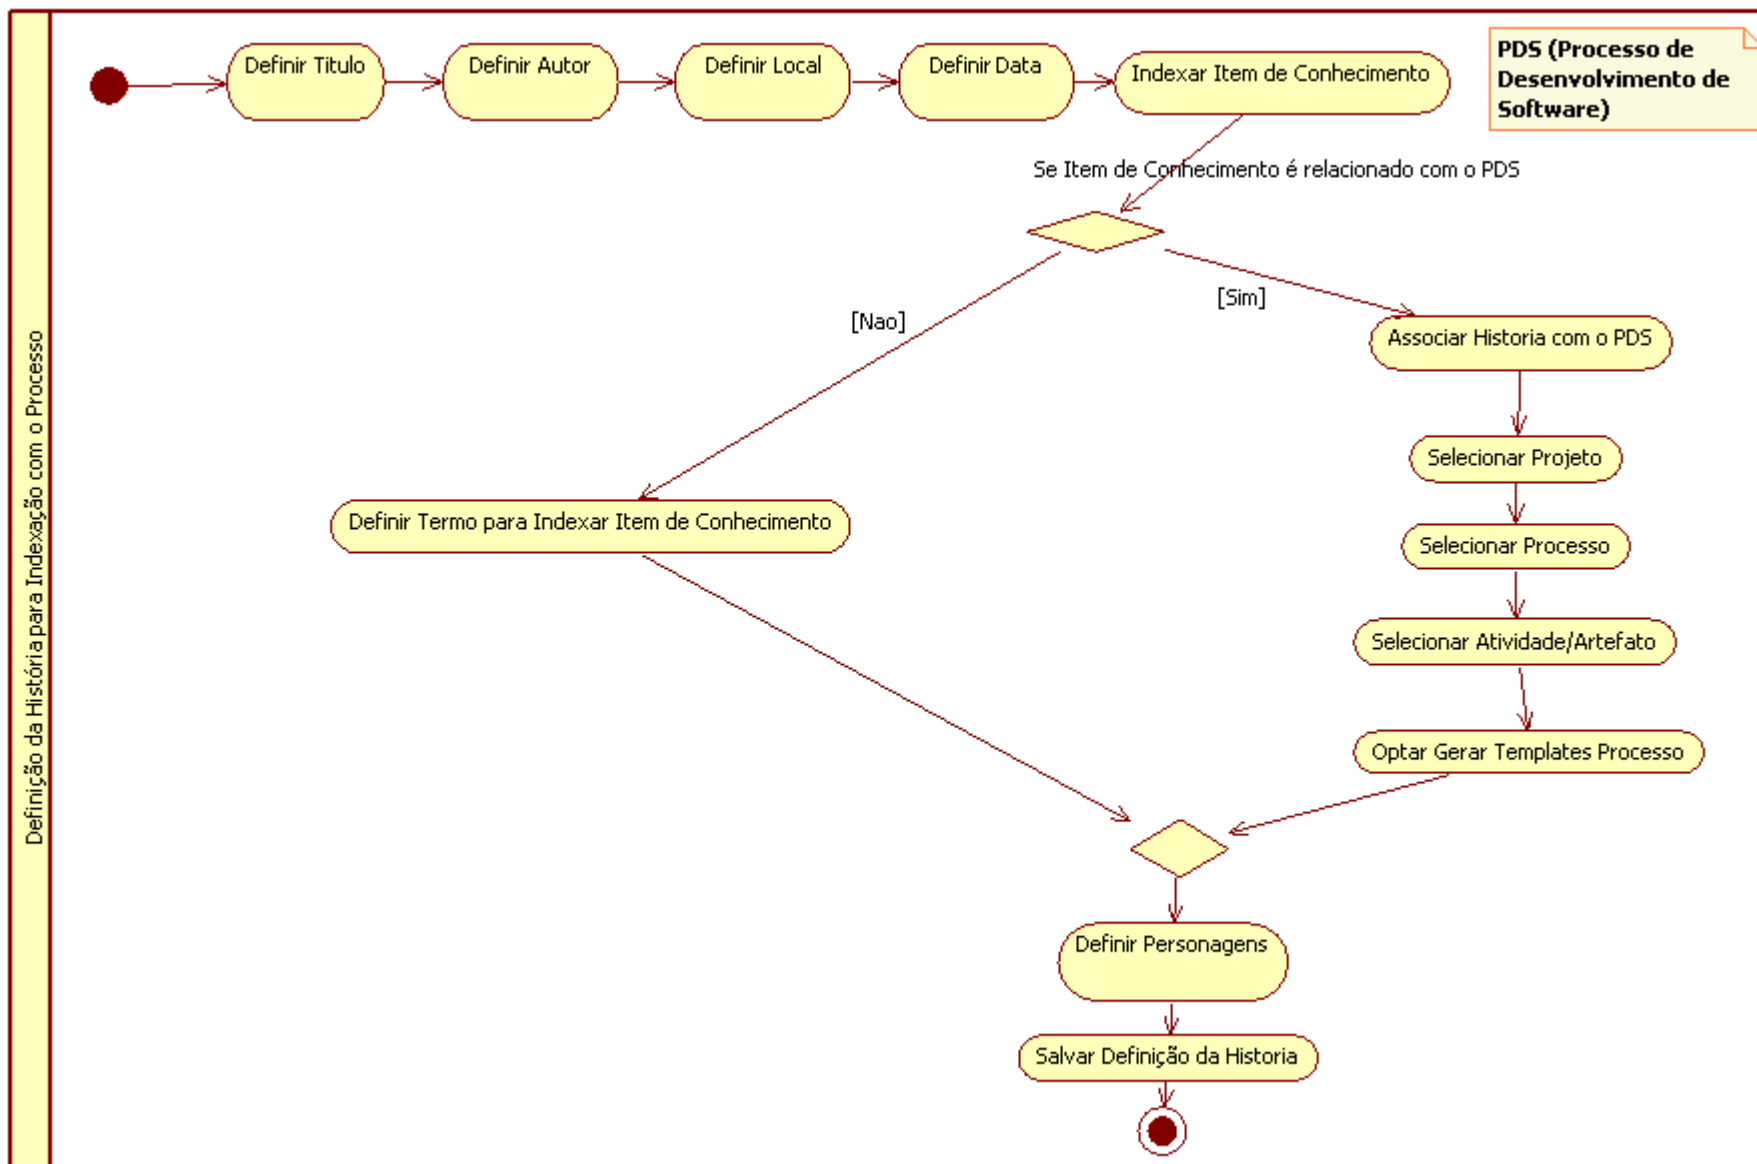 Definição da História para Indexação com o Processo
Definir Titulo
Definir Autor
Definir Local
Definir Data
Indexar Item de Conhecimento
PDS (Processo de
Desenvolvimento de
Software)
Se Item de Conhecimento é relacionado com o PDS
[Nao]
[Sim]
Associar Historia com o PDS
Selecionar Projeto
Definir Termo para Indexar Item de Conhecimento
Selecionar Processo
Selecionar Atividade/Artefato
Optar Gerar Templates Processo
Definir Personagens
Salvar Definição da Historia